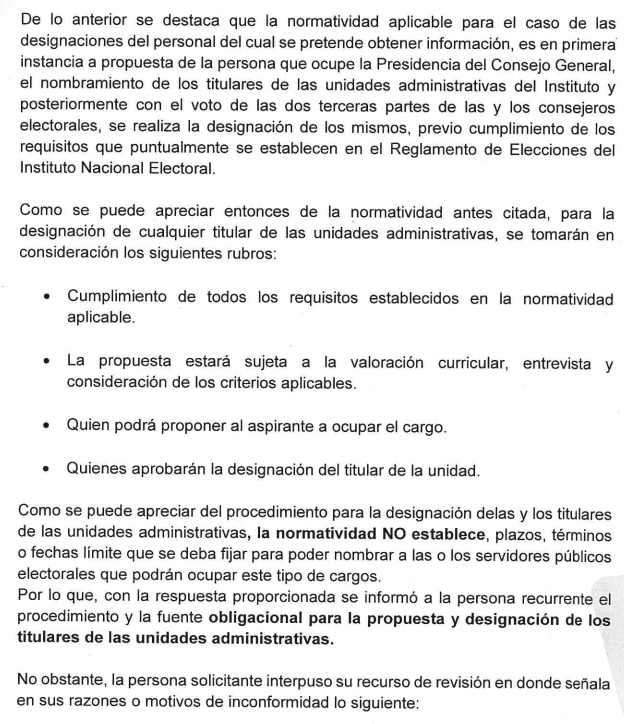 De lo anterior se destaca que la normatividad aplicable para el caso de las
designaciones del personal del cual se pretende obtener información, es en primera
instancia a propuesta de la persona que ocupe la Presidencia del Consejo General,
el nombramiento de los titulares de las unidades administrativas del Instituto y
posteriormente con el voto de las dos terceras partes de las y los consejeros
electorales, se realiza la designación de los mismos, previo cumplimiento de los
requisitos que puntualmente se establecen en el Reglamento de Elecciones del
Instituto Nacional Electoral.
Como se puede apreciar entonces de la normatividad antes citada, para la
designación de cualquier titular de las unidades administrativas, se tomarán en
consideración los siguientes rubros:
• Cumplimiento de todos los requisitos establecidos en la normatividad
aplicable.
• La propuesta estará sujeta a la valoración curricular, entrevista y
consideración de los criterios aplicables.
• Quien podrá proponer al aspirante a ocupar el cargo.
• Quienes aprobarán la designación del titular de la unidad.
Como se puede apreciar del procedimiento para la designación delas y los titulares
de las unidades administrativas, la normatividad NO establece, plazos, términos
o fechas límite que se deba fijar para poder nombrar a las o los servidores públicos
electorales que podrán ocupar este tipo de cargos.
Por lo que, con la respuesta proporcionada se informó a la persona recurrente el
procedimiento y la fuente obligacional para la propuesta y designación de los
titulares de las unidades administrativas.
No obstante, la persona solicitante interpuso su recurso de revisión en donde señala
en sus razones o motivos de inconformidad lo siguiente: